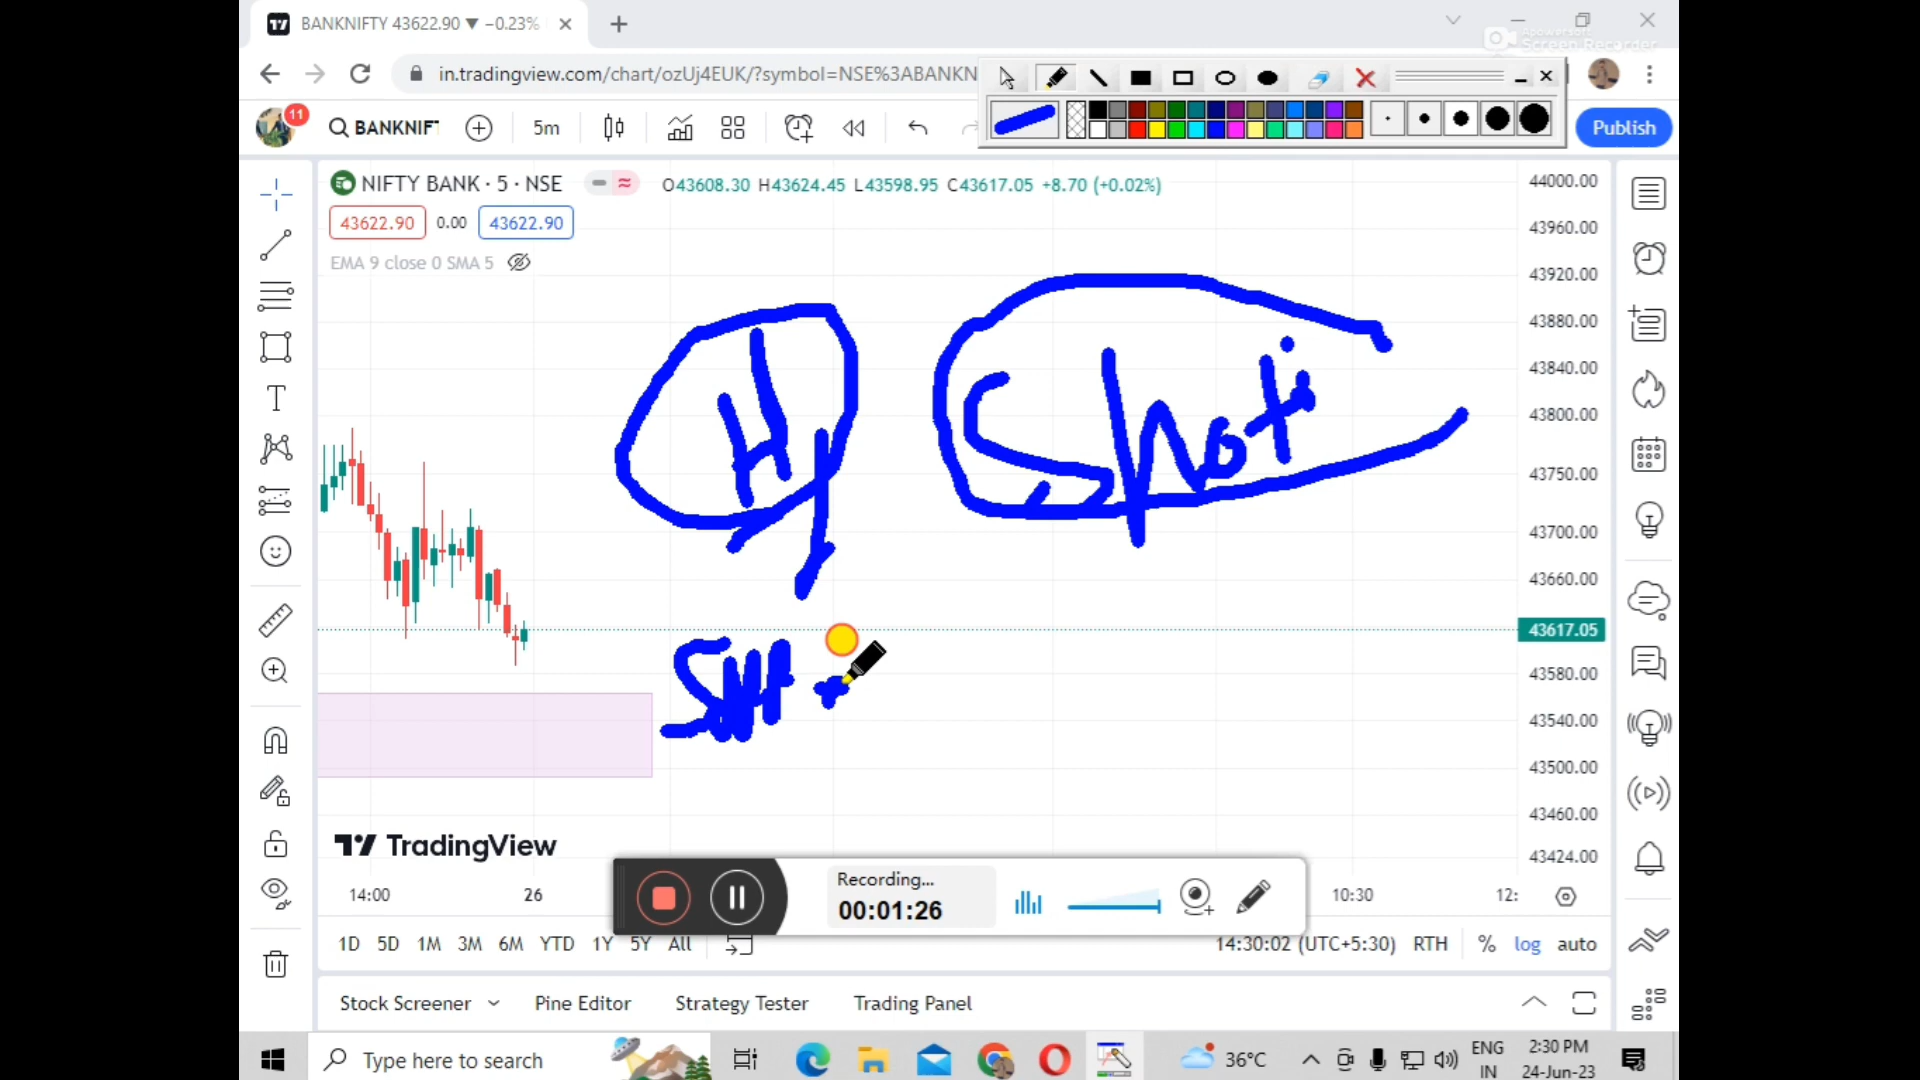 BANKNIFTY 43622.90 ▼ −0.23%
Apowersoft
Screen Recorder
in.tradingview.com/chart/ozUj4EUK/?symbol=NSE%3ABANKN
11
BANKNIF
5m
Publish
NIFTY BANK · 5 · NSE
O43608.30 H43624.45 L43598.95 C43617.05 +8.70 (+0.02%)
43622.90 0.00 43622.90
EMA 9 close 0 SMA 5
44000.00
43960.00
43920.00
43880.00
43840.00
43800.00
43750.00
43700.00
43660.00
43617.05
43580.00
43540.00
43500.00
43460.00
43424.00
TradingView
14:00 26 10:30 12:
Recording...
00:01:26
1D 5D 1M 3M 6M YTD 1Y 5Y All
14:30:02 (UTC+5:30) RTH % log auto
Stock Screener Pine Editor Strategy Tester Trading Panel
Type here to search
36°C
ENG
IN
2:30 PM
24-Jun-23